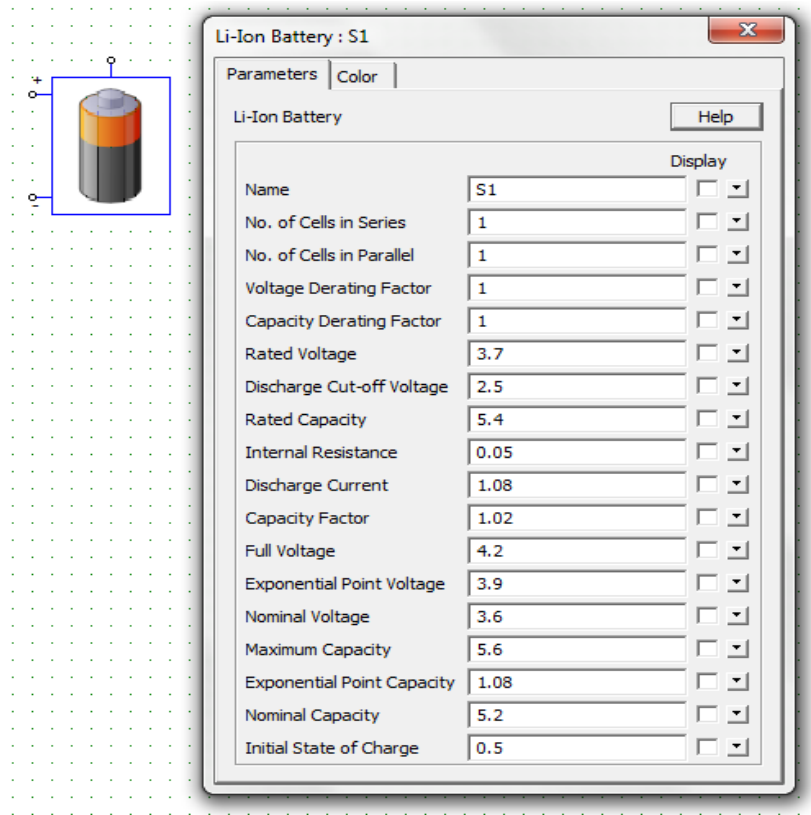 Li-Ion Battery : S1
Parameters Color
Li-Ion Battery Help
Display
Name S1
No. of Cells in Series 1
No. of Cells in Parallel 1
Voltage Derating Factor 1
Capacity Derating Factor 1
Rated Voltage 3.7
Discharge Cut-off Voltage 2.5
Rated Capacity 5.4
Internal Resistance 0.05
Discharge Current 1.08
Capacity Factor 1.02
Full Voltage 4.2
Exponential Point Voltage 3.9
Nominal Voltage 3.6
Maximum Capacity 5.6
Exponential Point Capacity 1.08
Nominal Capacity 5.2
Initial State of Charge 0.5
+
-